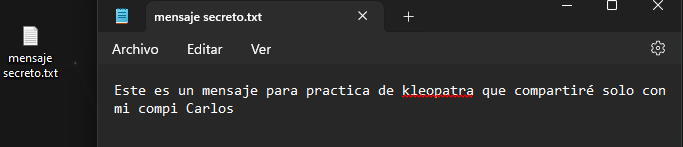 mensaje secreto.txt
mensaje
secreto.txt
Archivo Editar Ver
Este es un mensaje para practica de kleopatra que compartiré solo con
mi compi Carlos